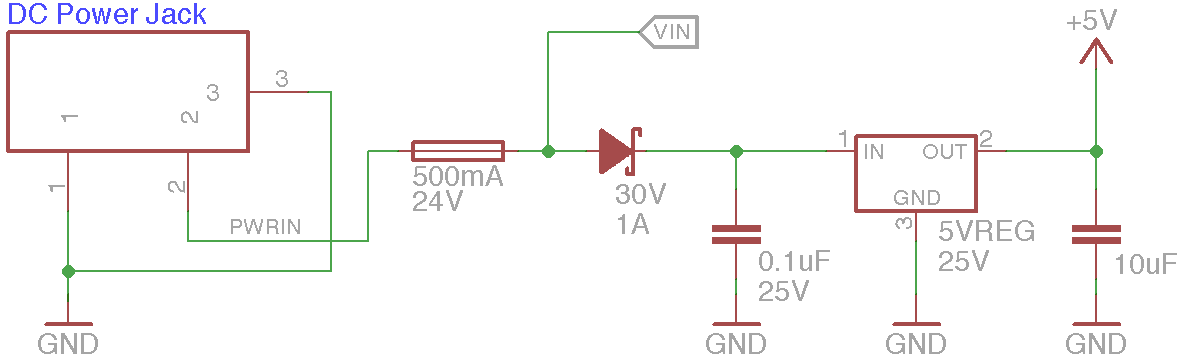 DC Power Jack
3
3
1
2
1
2
PWRIN
500mA
24V
VIN
30V
1A
0.1uF
25V
1
IN
OUT
2
GND
3
5VREG
25V
+5V
10uF
GND
GND
GND
GND